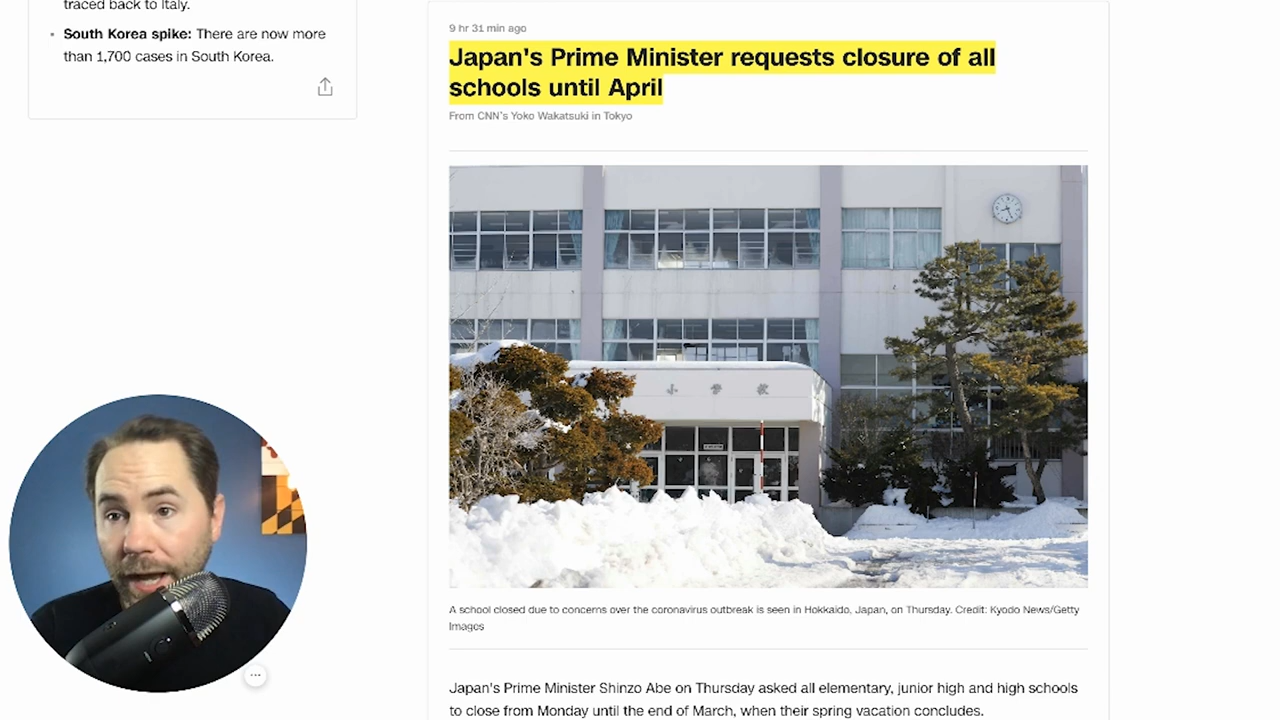 traced back to Italy.
• South Korea spike: There are now more
than 1,700 cases in South Korea.
9 hr 31 min ago
Japan's Prime Minister requests closure of all
schools until April
From CNN's Yoko Wakatsuki in Tokyo
小学校
A school closed due to concerns over the coronavirus outbreak is seen in Hokkaido, Japan, on Thursday. Credit: Kyodo News/Getty
Images
Japan's Prime Minister Shinzo Abe on Thursday asked all elementary, junior high and high schools
to close from Monday until the end of March, when their spring vacation concludes.